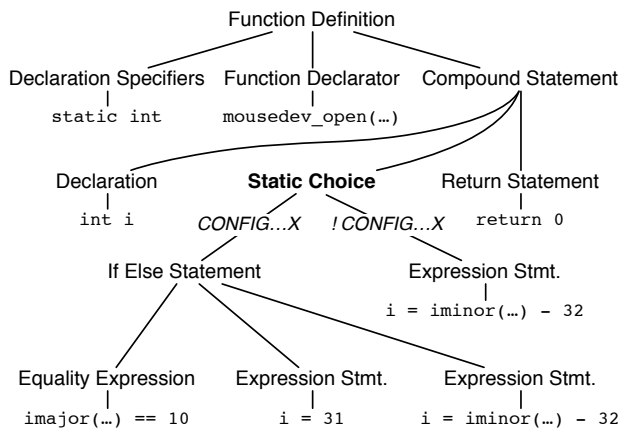 Function Definition
Declaration Specifiers Function Declarator Compound Statement
static int mousedev_open(…)
Declaration Static Choice Return Statement
int i CONFIG…X ! CONFIG…X return 0
If Else Statement Expression Stmt.
i = iminor(…) - 32
Equality Expression Expression Stmt. Expression Stmt.
imajor(…) == 10 i = 31 i = iminor(…) - 32